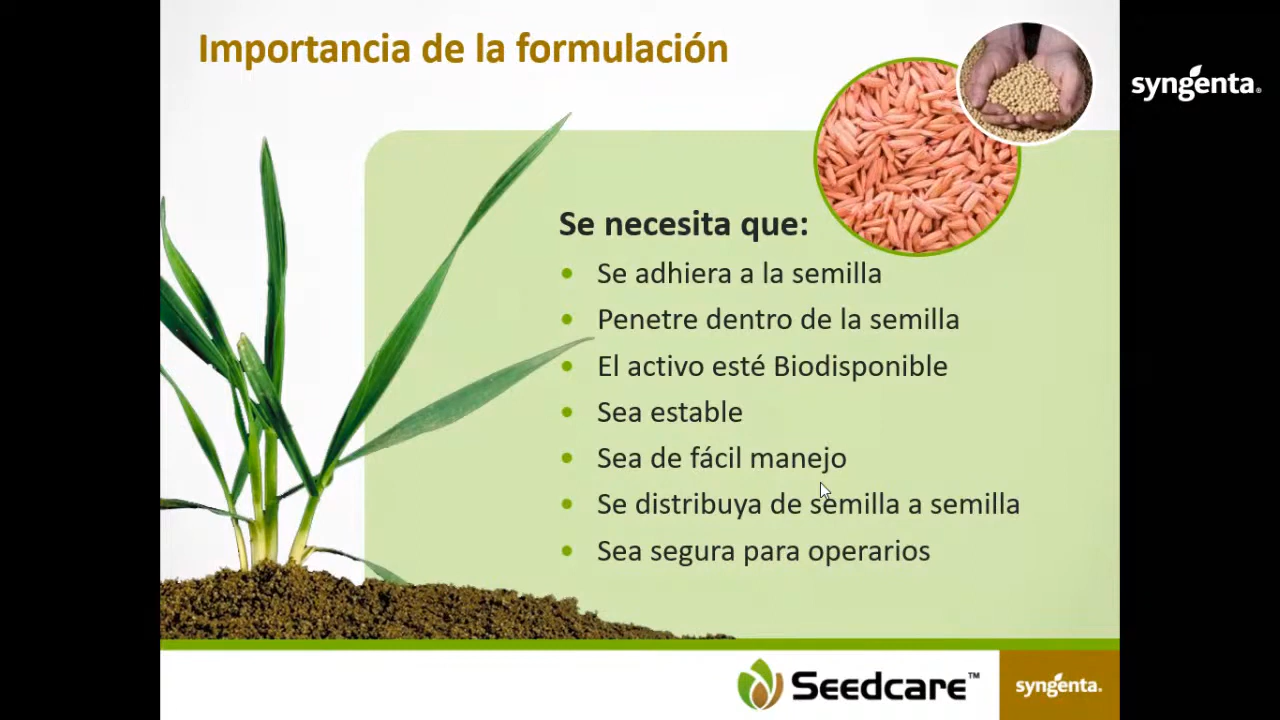 Importancia de la formulación
syngenta®
Se necesita que:
• Se adhiera a la semilla
• Penetre dentro de la semilla
• El activo esté Biodisponible
• Sea estable
• Sea de fácil manejo
• Se distribuya de semilla a semilla
• Sea segura para operarios
Seedcare™
syngenta®